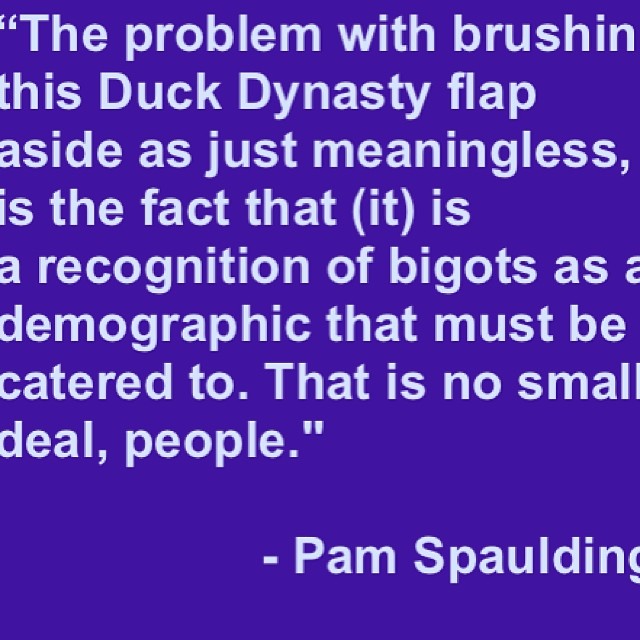 “The problem with brushin
this Duck Dynasty flap
aside as just meaningless,
is the fact that (it) is
a recognition of bigots as a
demographic that must be
catered to. That is no small
deal, people."
- Pam Spaulding